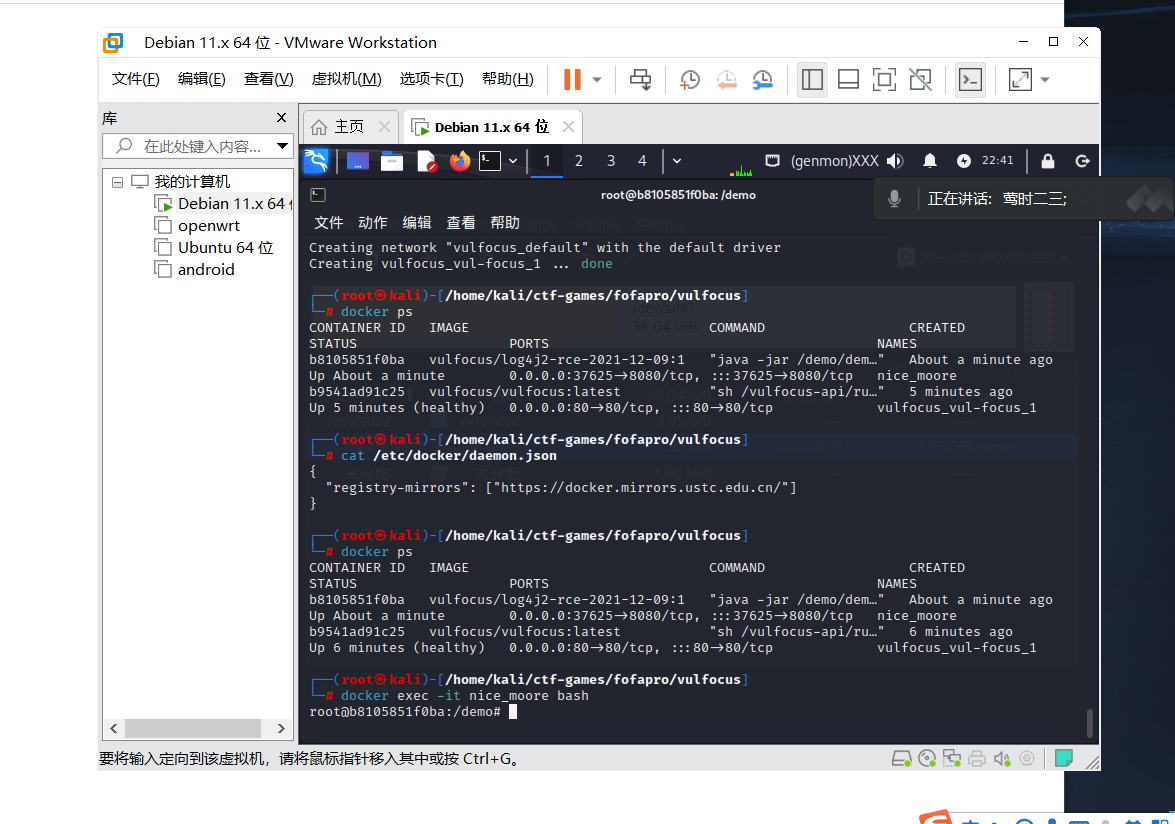 Debian 11.x 64 位 - VMware Workstation
文件(F) 编辑(E) 查看(V) 虚拟机(M) 选项卡(T) 帮助(H)
库
在此处键入内容...
我的计算机
Debian 11.x 64 位
openwrt
Ubuntu 64 位
android
主页 Debian 11.x 64 位
1 2 3 4 (genmon)XXX 22:41
root@b8105851f0ba: /demo
正在讲话: 莺时二三;
文件 动作 编辑 查看 帮助
Creating network "vulfocus_default" with the default driver
Creating vulfocus_vul-focus_1 ... done
┌──(root㉿kali)-[/home/kali/ctf-games/fofapro/vulfocus]
└─# docker ps
CONTAINER ID IMAGE COMMAND CREATED
STATUS PORTS NAMES
b8105851f0ba vulfocus/log4j2-rce-2021-12-09:1 "java -jar /demo/dem…" About a minute ago
Up About a minute 0.0.0.0:37625->8080/tcp, :::37625->8080/tcp nice_moore
b9541ad91c25 vulfocus/vulfocus:latest "sh /vulfocus-api/ru…" 5 minutes ago
Up 5 minutes (healthy) 0.0.0.0:80->80/tcp, :::80->80/tcp vulfocus_vul-focus_1
┌──(root㉿kali)-[/home/kali/ctf-games/fofapro/vulfocus]
└─# cat /etc/docker/daemon.json
{
"registry-mirrors": ["https://docker.mirrors.ustc.edu.cn/"]
}
┌──(root㉿kali)-[/home/kali/ctf-games/fofapro/vulfocus]
└─# docker ps
CONTAINER ID IMAGE COMMAND CREATED
STATUS PORTS NAMES
b8105851f0ba vulfocus/log4j2-rce-2021-12-09:1 "java -jar /demo/dem…" About a minute ago
Up About a minute 0.0.0.0:37625->8080/tcp, :::37625->8080/tcp nice_moore
b9541ad91c25 vulfocus/vulfocus:latest "sh /vulfocus-api/ru…" 6 minutes ago
Up 6 minutes (healthy) 0.0.0.0:80->80/tcp, :::80->80/tcp vulfocus_vul-focus_1
┌──(root㉿kali)-[/home/kali/ctf-games/fofapro/vulfocus]
└─# docker exec -it nice_moore bash
root@b8105851f0ba:/demo#
要将输入定向到该虚拟机，请将鼠标指针移入其中或按 Ctrl+G。